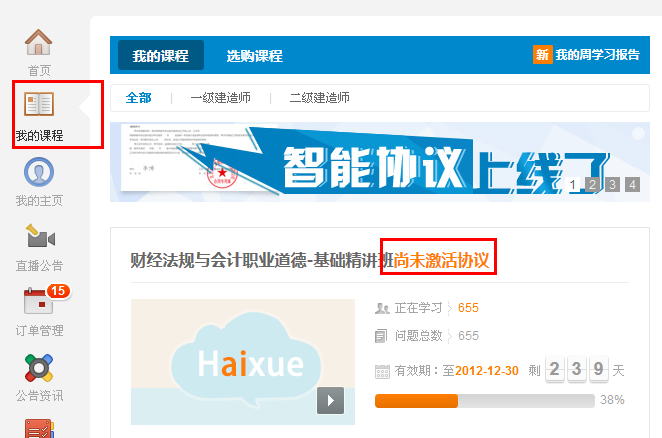 首页
我的课程
我的主页
直播公告
15
订单管理
公告资讯
我的课程 选购课程 新 我的周学习报告
全部 一级建造师 二级建造师
智能协议上线了
1 2 3 4
财经法规与会计职业道德-基础精讲班尚未激活协议
Haixue
正在学习 655
问题总数 655
有效期：至2012-12-30 剩 2 3 9 天
38%